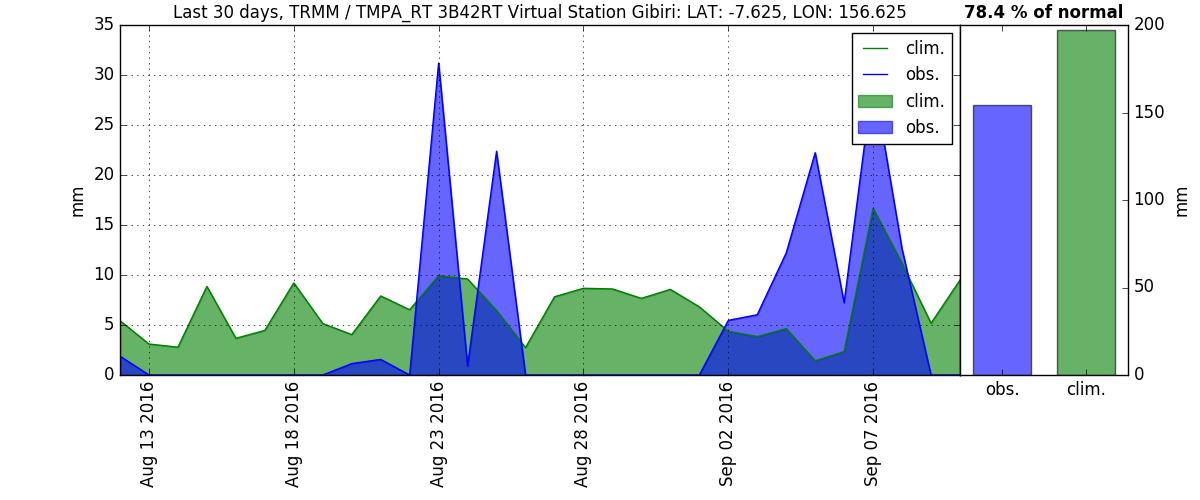 Last 30 days, TRMM / TMPA_RT 3B42RT Virtual Station Gibiri: LAT: -7.625, LON: 156.625
78.4 % of normal
35
30
25
20
15
10
5
0
mm
clim.
obs.
clim.
obs.
Aug 13 2016
Aug 18 2016
Aug 23 2016
Aug 28 2016
Sep 02 2016
Sep 07 2016
200
150
100
50
0
mm
obs.
clim.